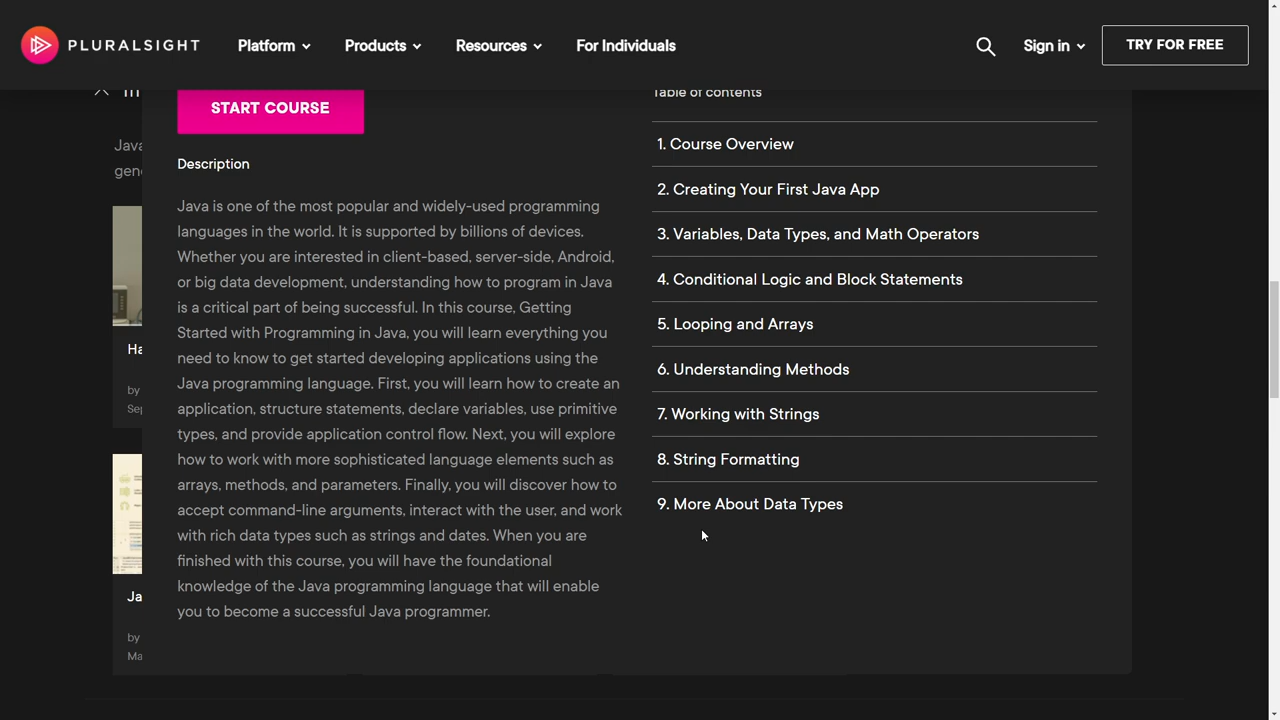 PLURALSIGHT
Platform
Products
Resources
For Individuals
Sign in
TRY FOR FREE
START COURSE
Description
Java is one of the most popular and widely-used programming
languages in the world. It is supported by billions of devices.
Whether you are interested in client-based, server-side, Android,
or big data development, understanding how to program in Java
is a critical part of being successful. In this course, Getting
Started with Programming in Java, you will learn everything you
need to know to get started developing applications using the
Java programming language. First, you will learn how to create an
application, structure statements, declare variables, use primitive
types, and provide application control flow. Next, you will explore
how to work with more sophisticated language elements such as
arrays, methods, and parameters. Finally, you will discover how to
accept command-line arguments, interact with the user, and work
with rich data types such as strings and dates. When you are
finished with this course, you will have the foundational
knowledge of the Java programming language that will enable
you to become a successful Java programmer.
Table of contents
1. Course Overview
2. Creating Your First Java App
3. Variables, Data Types, and Math Operators
4. Conditional Logic and Block Statements
5. Looping and Arrays
6. Understanding Methods
7. Working with Strings
8. String Formatting
9. More About Data Types
Java
gen
Ha
by
Sep
Ja
by
Ma